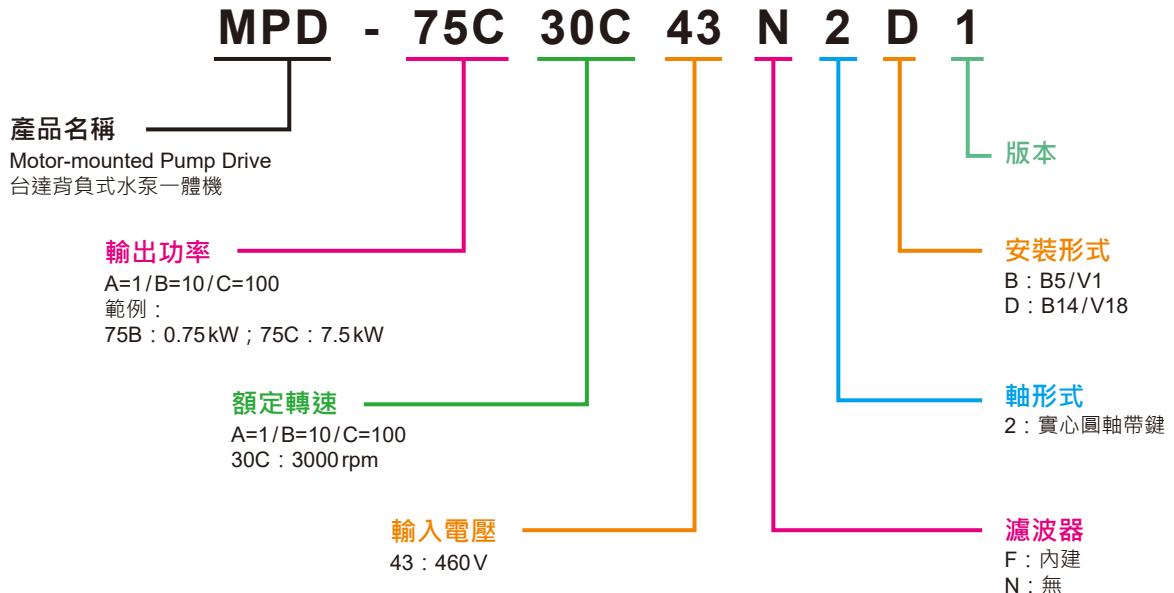 MPD - 75C 30C 43 N 2 D 1
產品名稱
Motor-mounted Pump Drive
台達背負式水泵一體機
輸出功率
A=1/B=10/C=100
範例：
75B：0.75kW；75C：7.5kW
額定轉速
A=1/B=10/C=100
30C：3000rpm
輸入電壓
43：460V
版本
安裝形式
B：B5/V1
D：B14/V18
軸形式
2：實心圓軸帶鍵
濾波器
F：內建
N：無